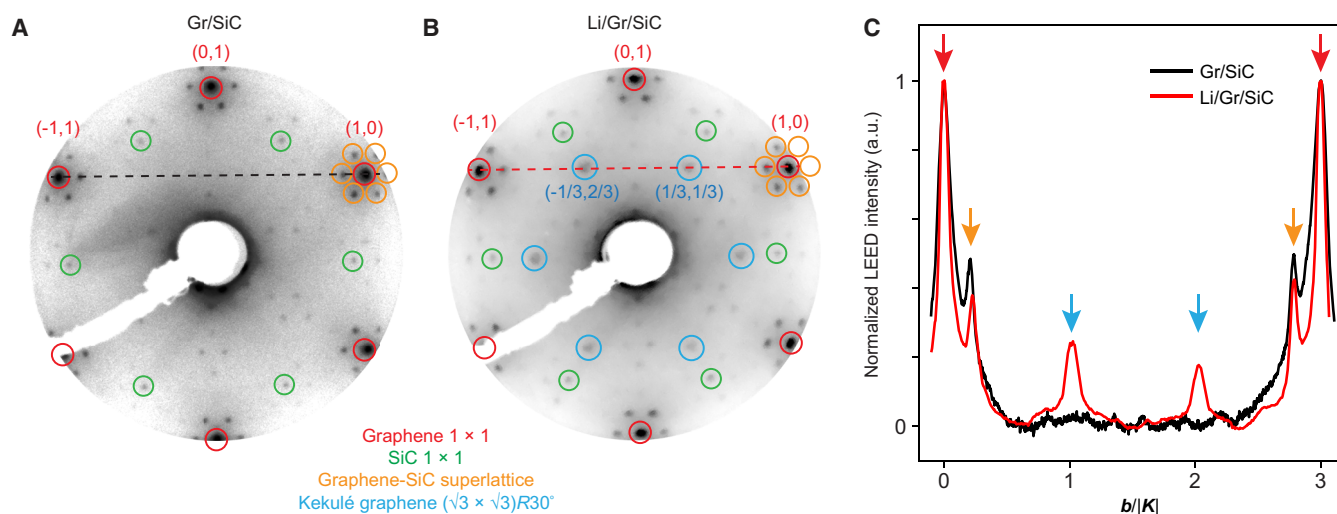 A
Gr/SiC
(0,1)
(-1,1)
(1,0)
B
Li/Gr/SiC
(0,1)
(-1,1)
(1,0)
(-1/3,2/3)
(1/3,1/3)
Graphene 1 × 1
SiC 1 × 1
Graphene-SiC superlattice
Kekulé graphene (√3 × √3)R30°
C
Gr/SiC
Li/Gr/SiC
Normalized LEED intensity (a.u.)
1
0
0
1
2
3
b/|K|